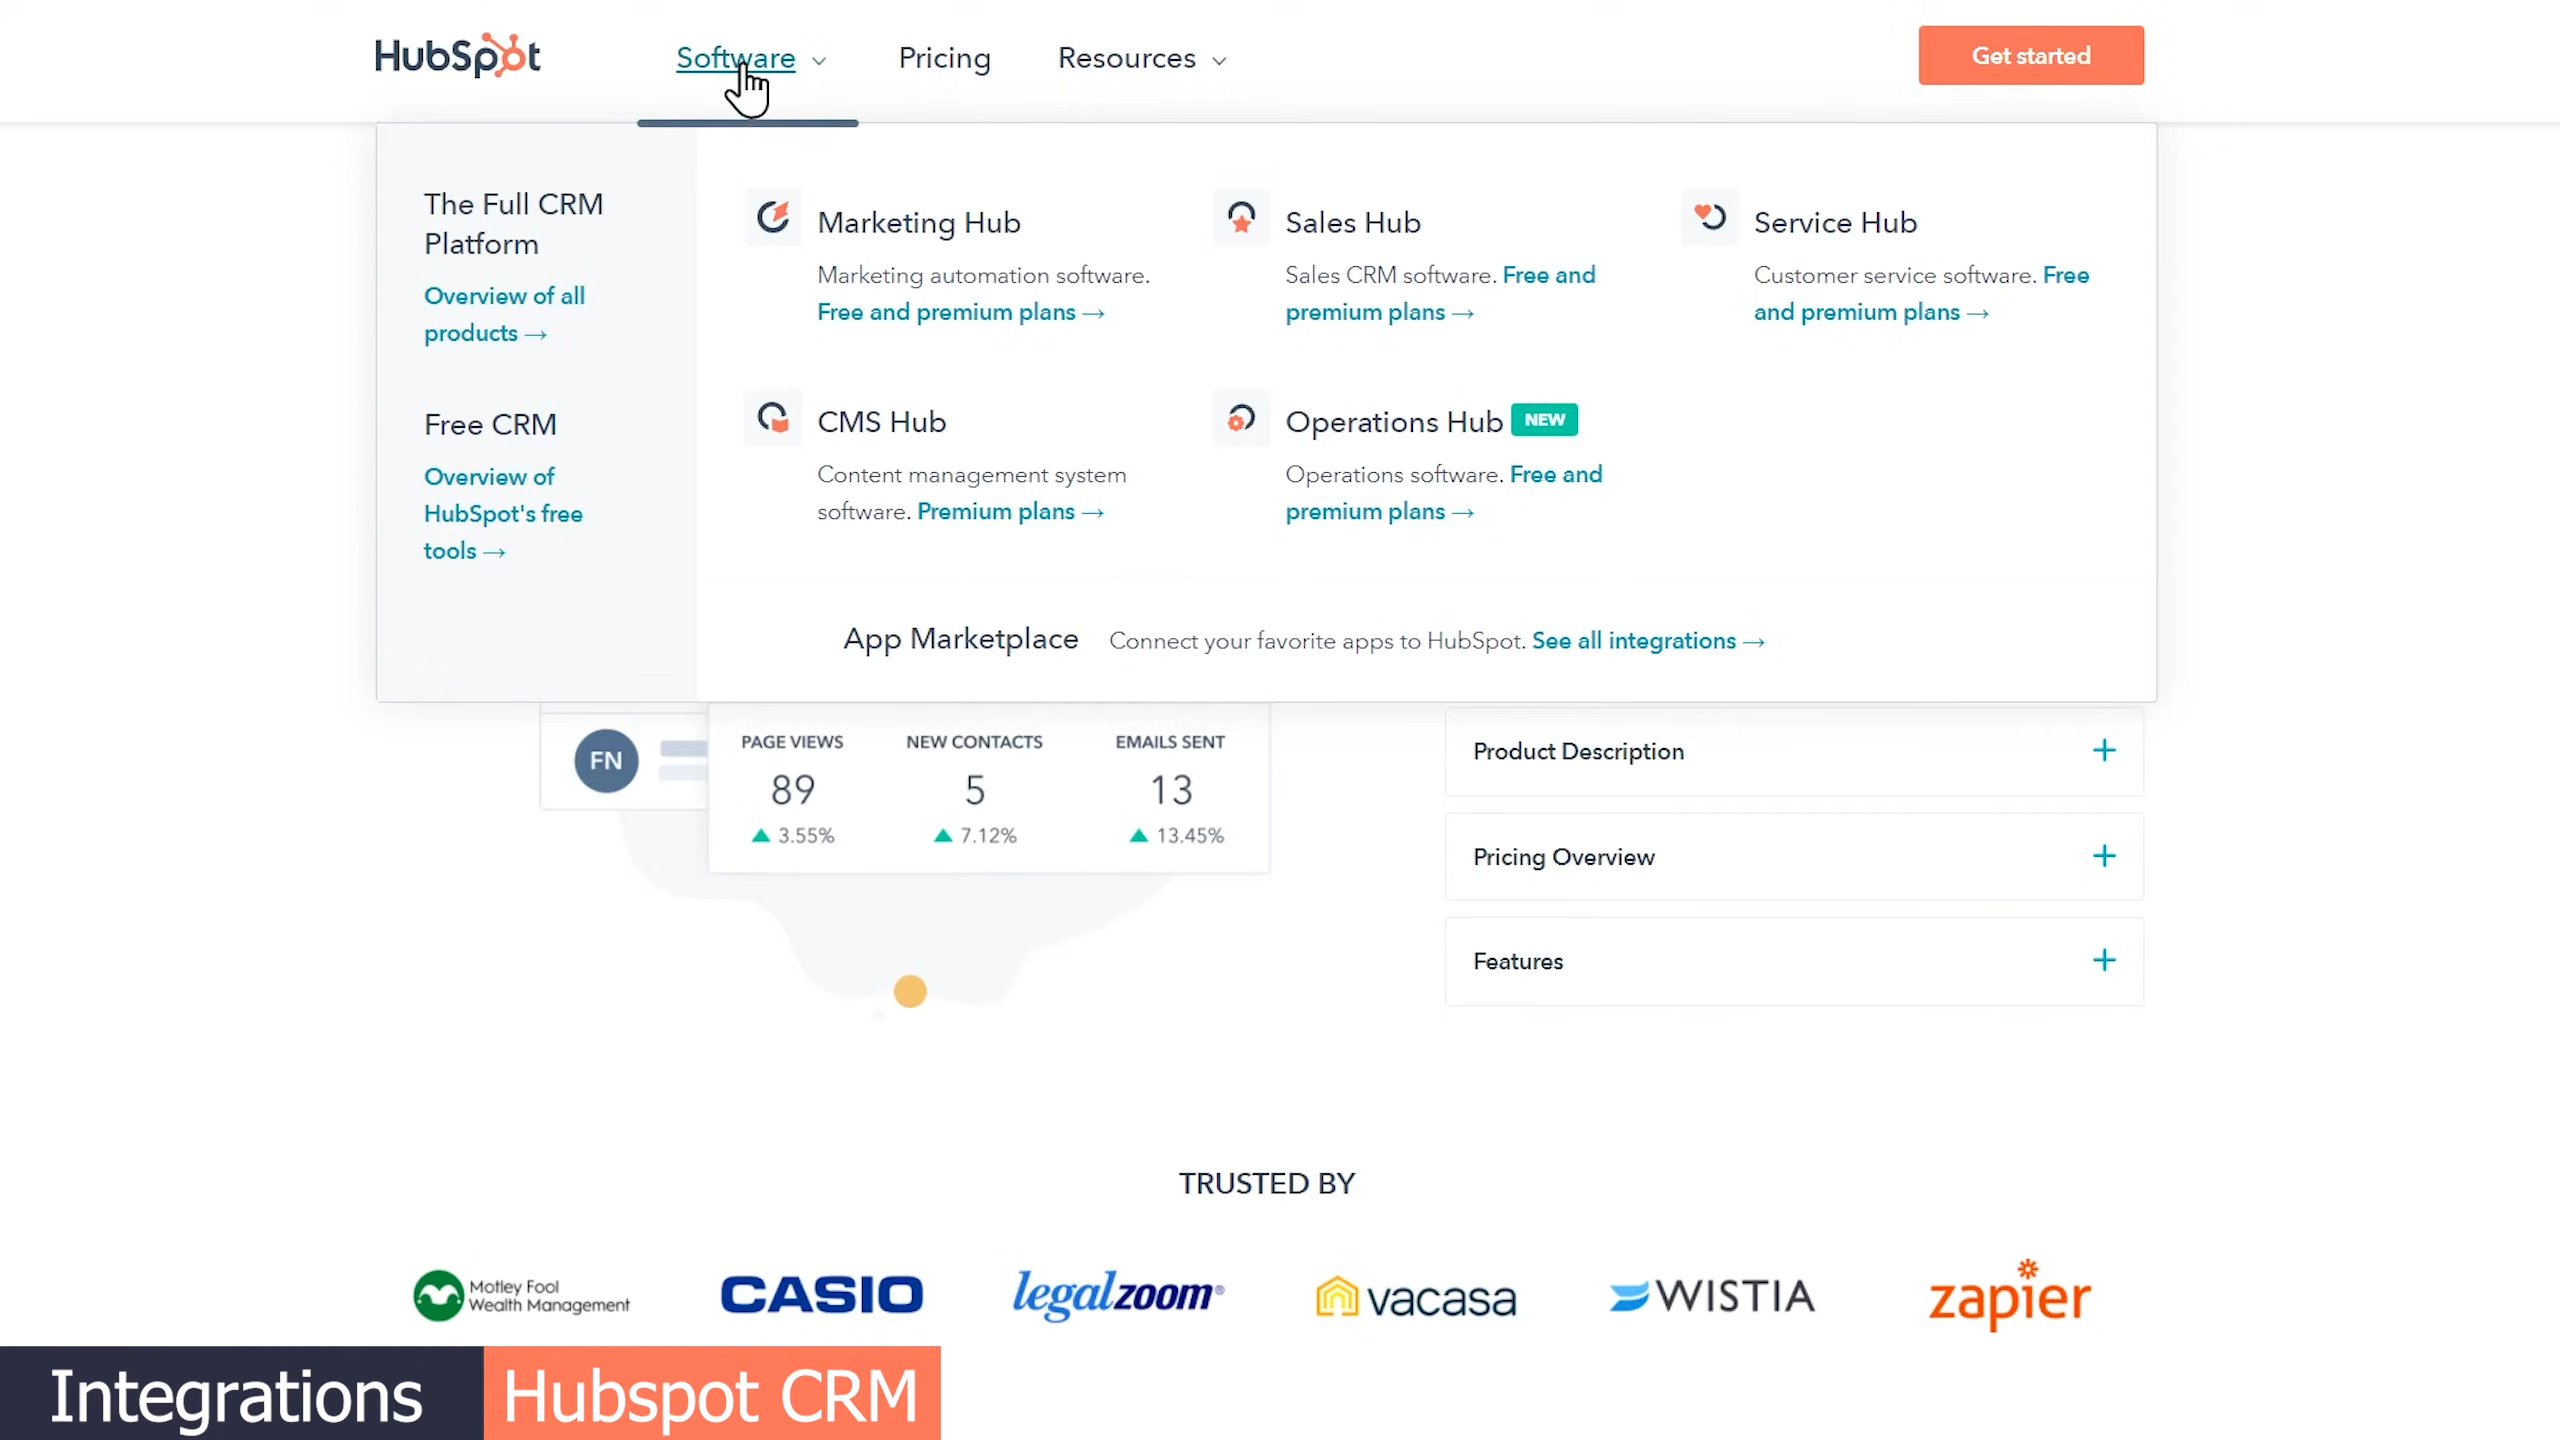 HubSpot
Software
Pricing
Resources
Get started
The Full CRM
Platform
Overview of all
products →
Free CRM
Overview of
HubSpot's free
tools →
Marketing Hub
Marketing automation software.
Free and premium plans →
Sales Hub
Sales CRM software. Free and
premium plans →
Service Hub
Customer service software. Free
and premium plans →
CMS Hub
Content management system
software. Premium plans →
Operations Hub NEW
Operations software. Free and
premium plans →
App Marketplace Connect your favorite apps to HubSpot. See all integrations →
FN
PAGE VIEWS
89
3.55%
NEW CONTACTS
5
7.12%
EMAILS SENT
13
13.45%
Product Description +
Pricing Overview +
Features +
TRUSTED BY
Motley Fool
Wealth Management
CASIO
legalzoom®
vacasa
WISTIA
zapier
Integrations
Hubspot CRM